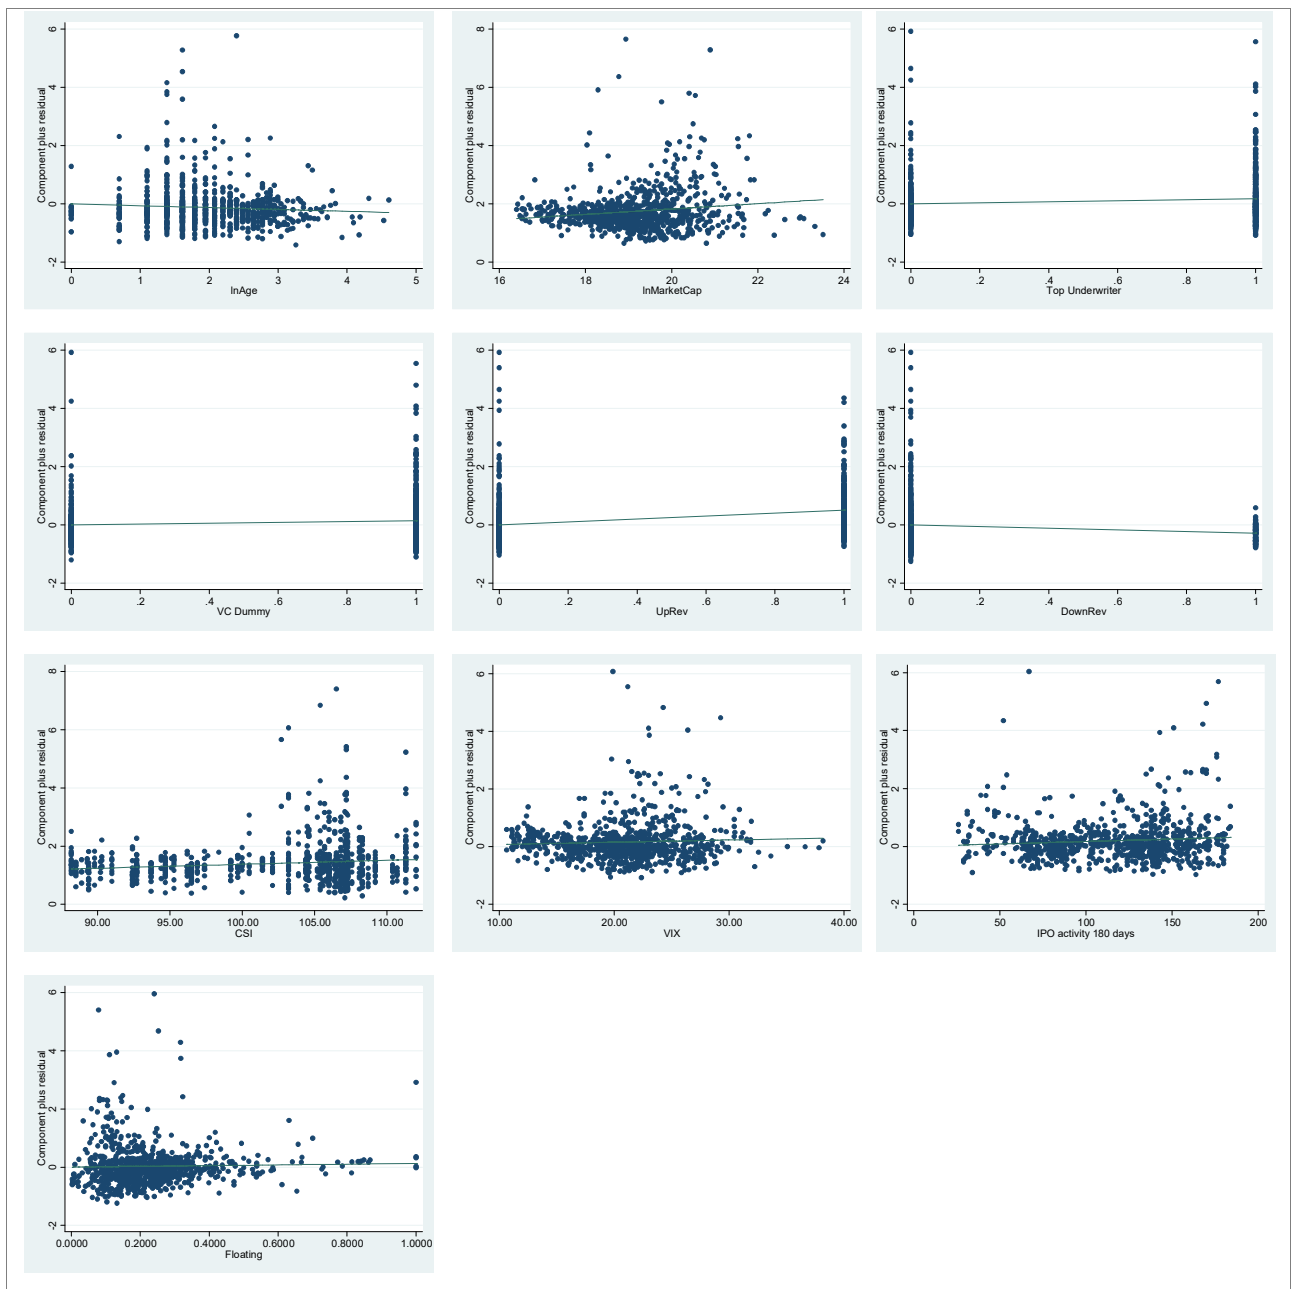 Component plus residual
6
4
2
0
-2
0 1 2 3 4 5
lnAge
Component plus residual
8
6
4
2
0
16 18 20 22 24
lnMarketCap
Component plus residual
6
4
2
0
-2
0 .2 .4 .6 .8 1
Top Underwriter
Component plus residual
6
4
2
0
-2
0 .2 .4 .6 .8 1
VC Dummy
Component plus residual
6
4
2
0
-2
0 .2 .4 .6 .8 1
UpRev
Component plus residual
6
4
2
0
-2
0 .2 .4 .6 .8 1
DownRev
Component plus residual
8
6
4
2
0
90.00 95.00 100.00 105.00 110.00
CSI
Component plus residual
6
4
2
0
-2
10.00 20.00 30.00 40.00
VIX
Component plus residual
6
4
2
0
-2
0 50 100 150 200
IPO activity 180 days
Component plus residual
6
4
2
0
-2
0.0000 0.2000 0.4000 0.6000 0.8000 1.0000
Floating